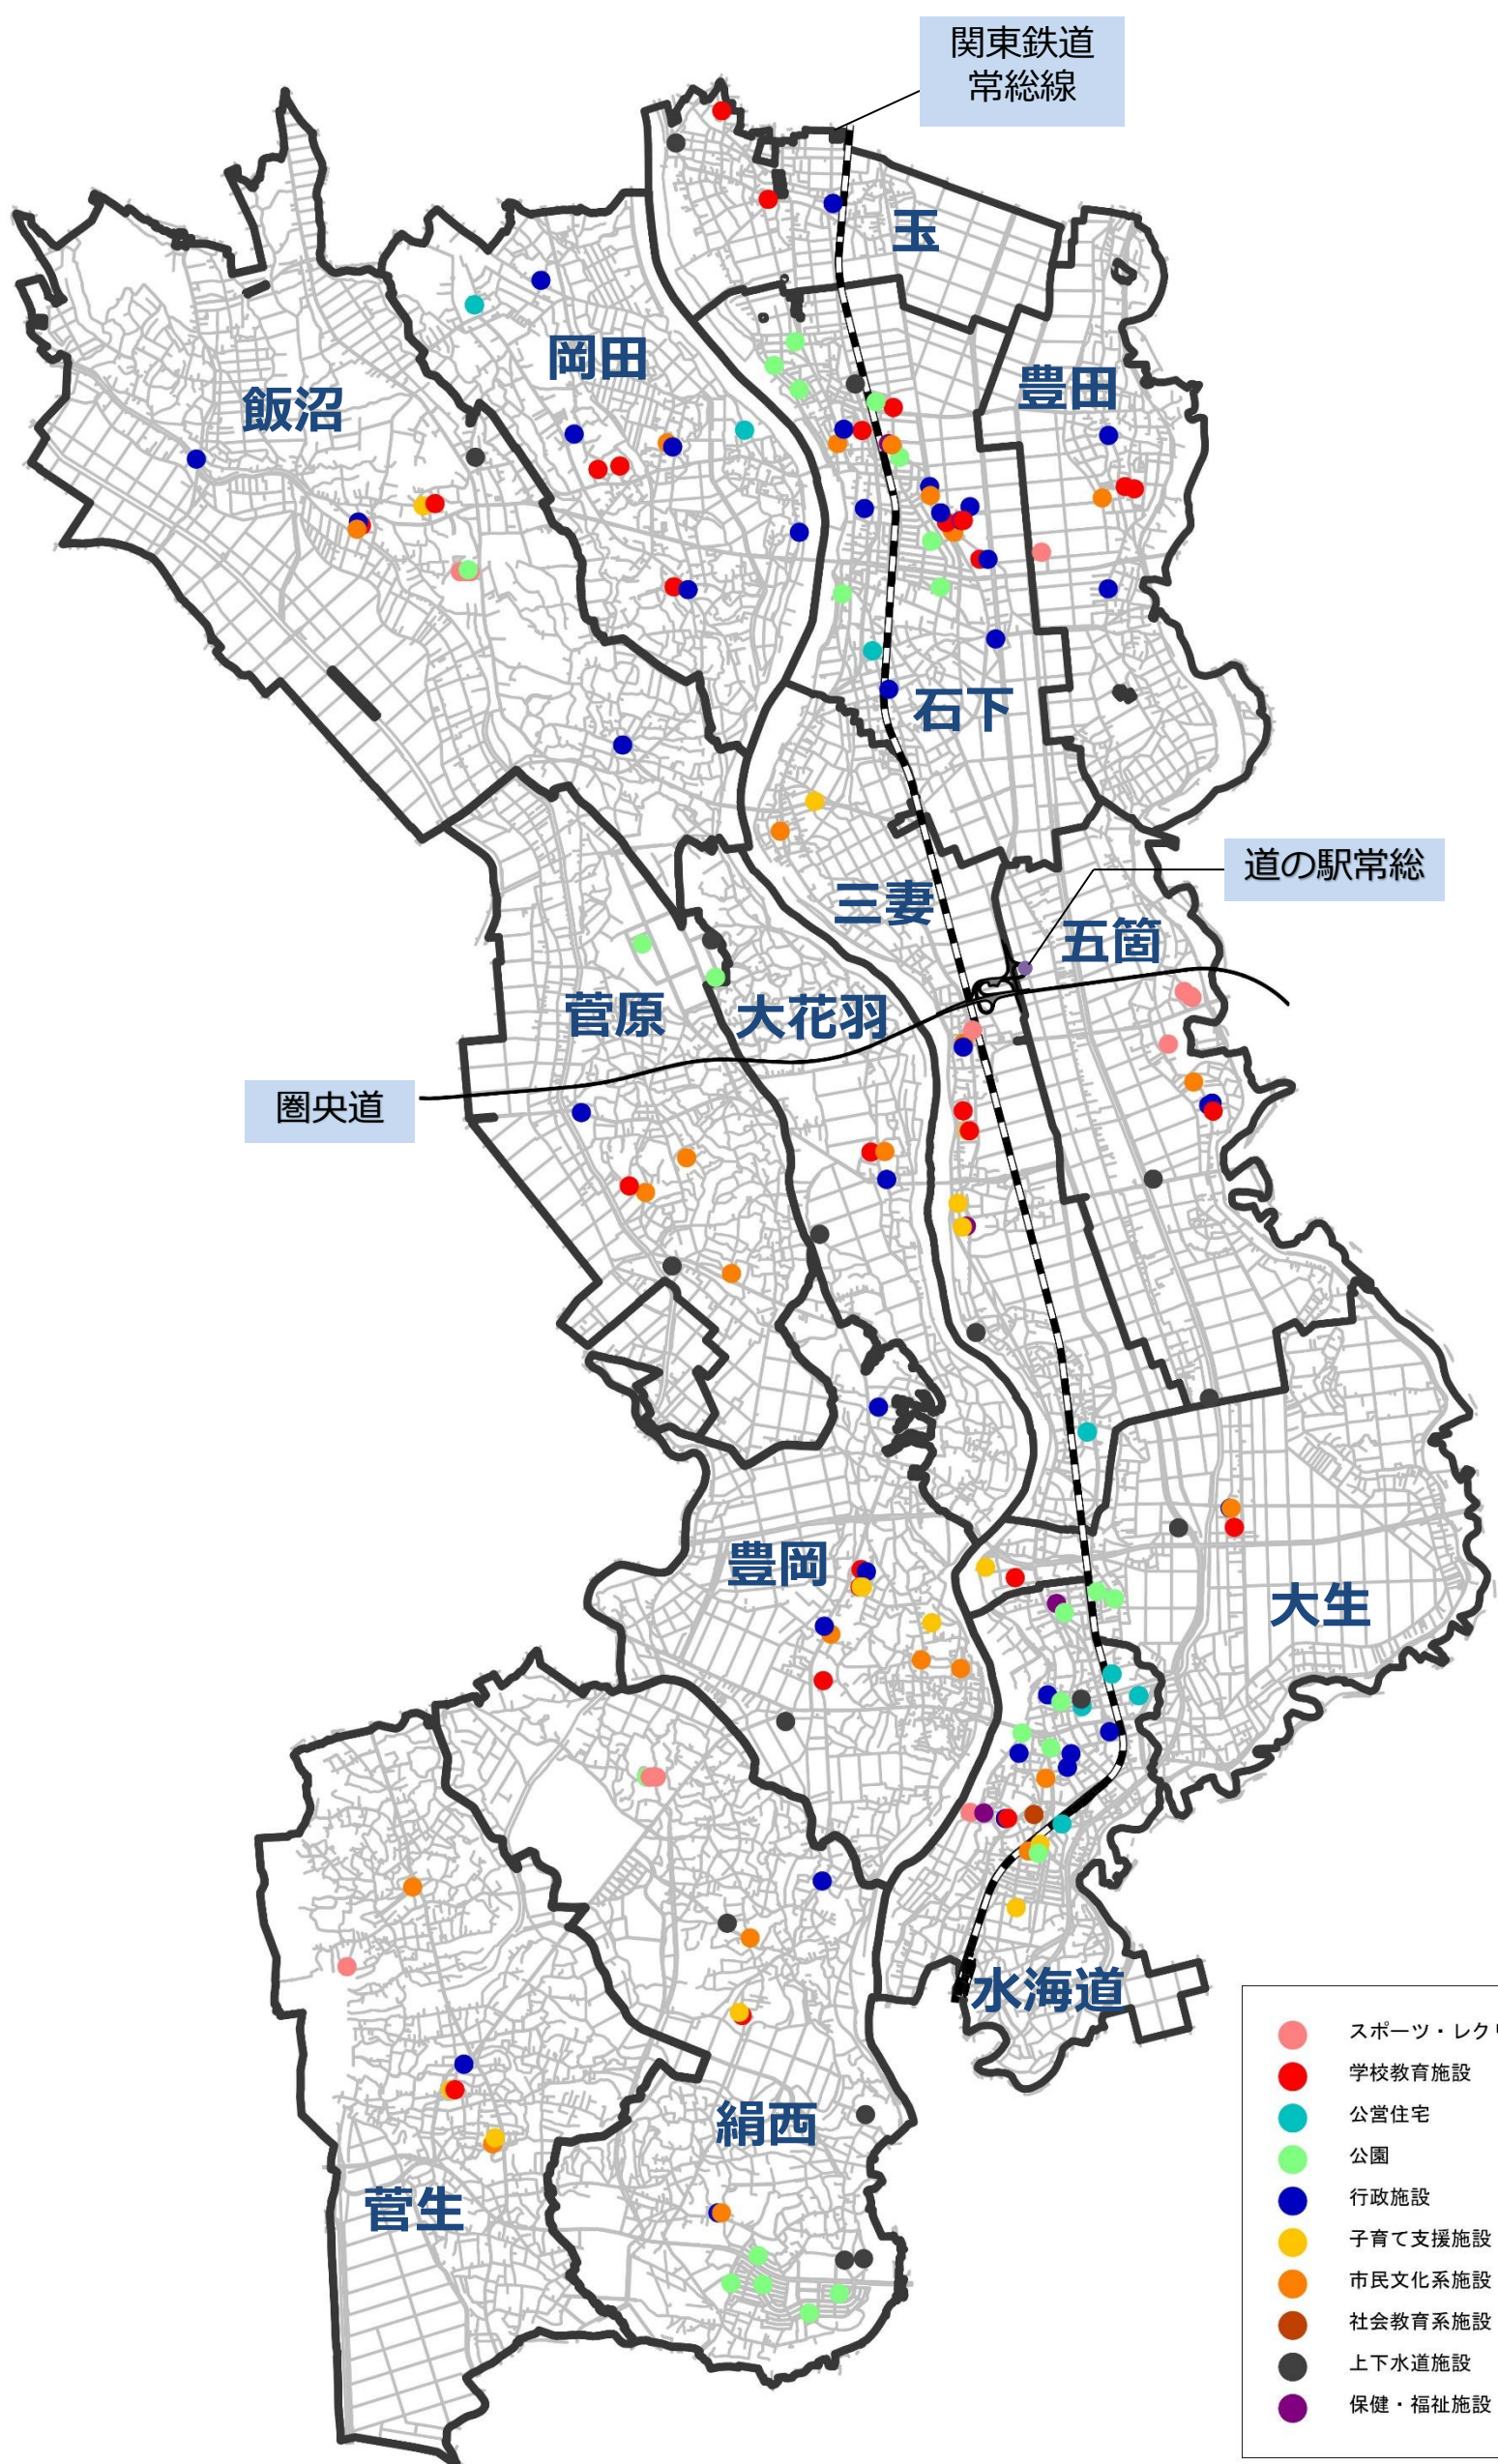 関東鉄道
常総線
玉
岡田
豊田
飯沼
石下
道の駅常総
三妻
五箇
菅原
大花羽
圏央道
豊岡
大生
水海道
絹西
菅生
スポーツ・レクリ
学校教育施設
公営住宅
公園
行政施設
子育て支援施設
市民文化系施設
社会教育系施設
上下水道施設
保健・福祉施設